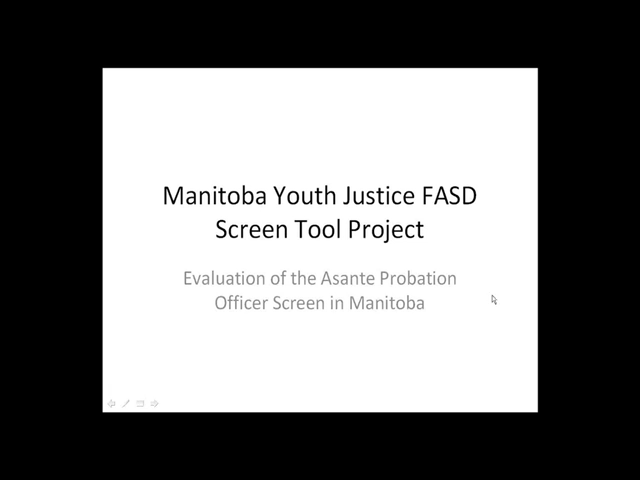 Manitoba Youth Justice FASD
Screen Tool Project
Evaluation of the Asante Probation
Officer Screen in Manitoba